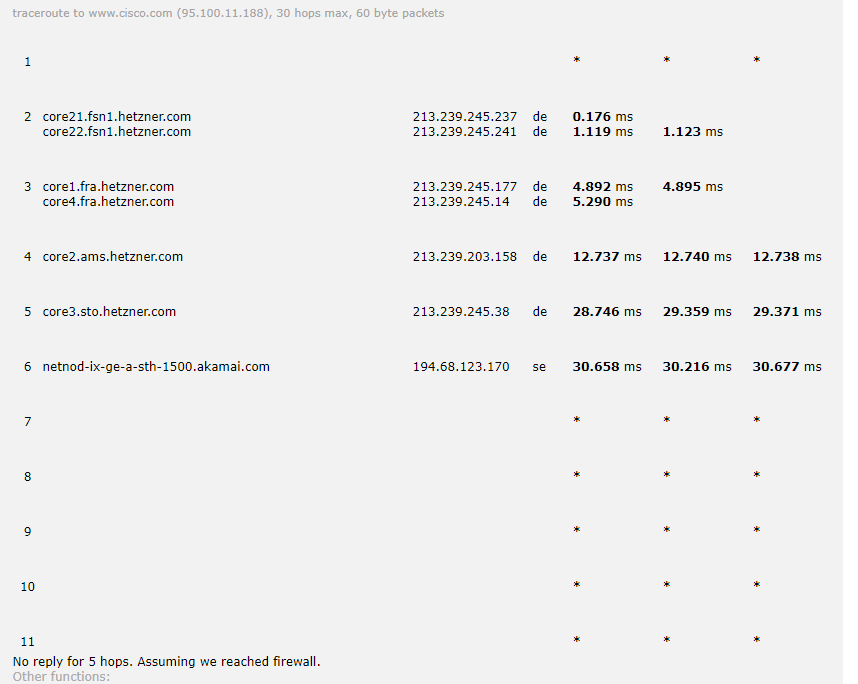 traceroute to www.cisco.com (95.100.11.188), 30 hops max, 60 byte packets
1 * * *
2 core21.fsn1.hetzner.com 213.239.245.237 de 0.176 ms
core22.fsn1.hetzner.com 213.239.245.241 de 1.119 ms 1.123 ms
3 core1.fra.hetzner.com 213.239.245.177 de 4.892 ms 4.895 ms
core4.fra.hetzner.com 213.239.245.14 de 5.290 ms
4 core2.ams.hetzner.com 213.239.203.158 de 12.737 ms 12.740 ms 12.738 ms
5 core3.sto.hetzner.com 213.239.245.38 de 28.746 ms 29.359 ms 29.371 ms
6 netnod-ix-ge-a-sth-1500.akamai.com 194.68.123.170 se 30.658 ms 30.216 ms 30.677 ms
7 * * *
8 * * *
9 * * *
10 * * *
11 * * *
No reply for 5 hops. Assuming we reached firewall.
Other functions: